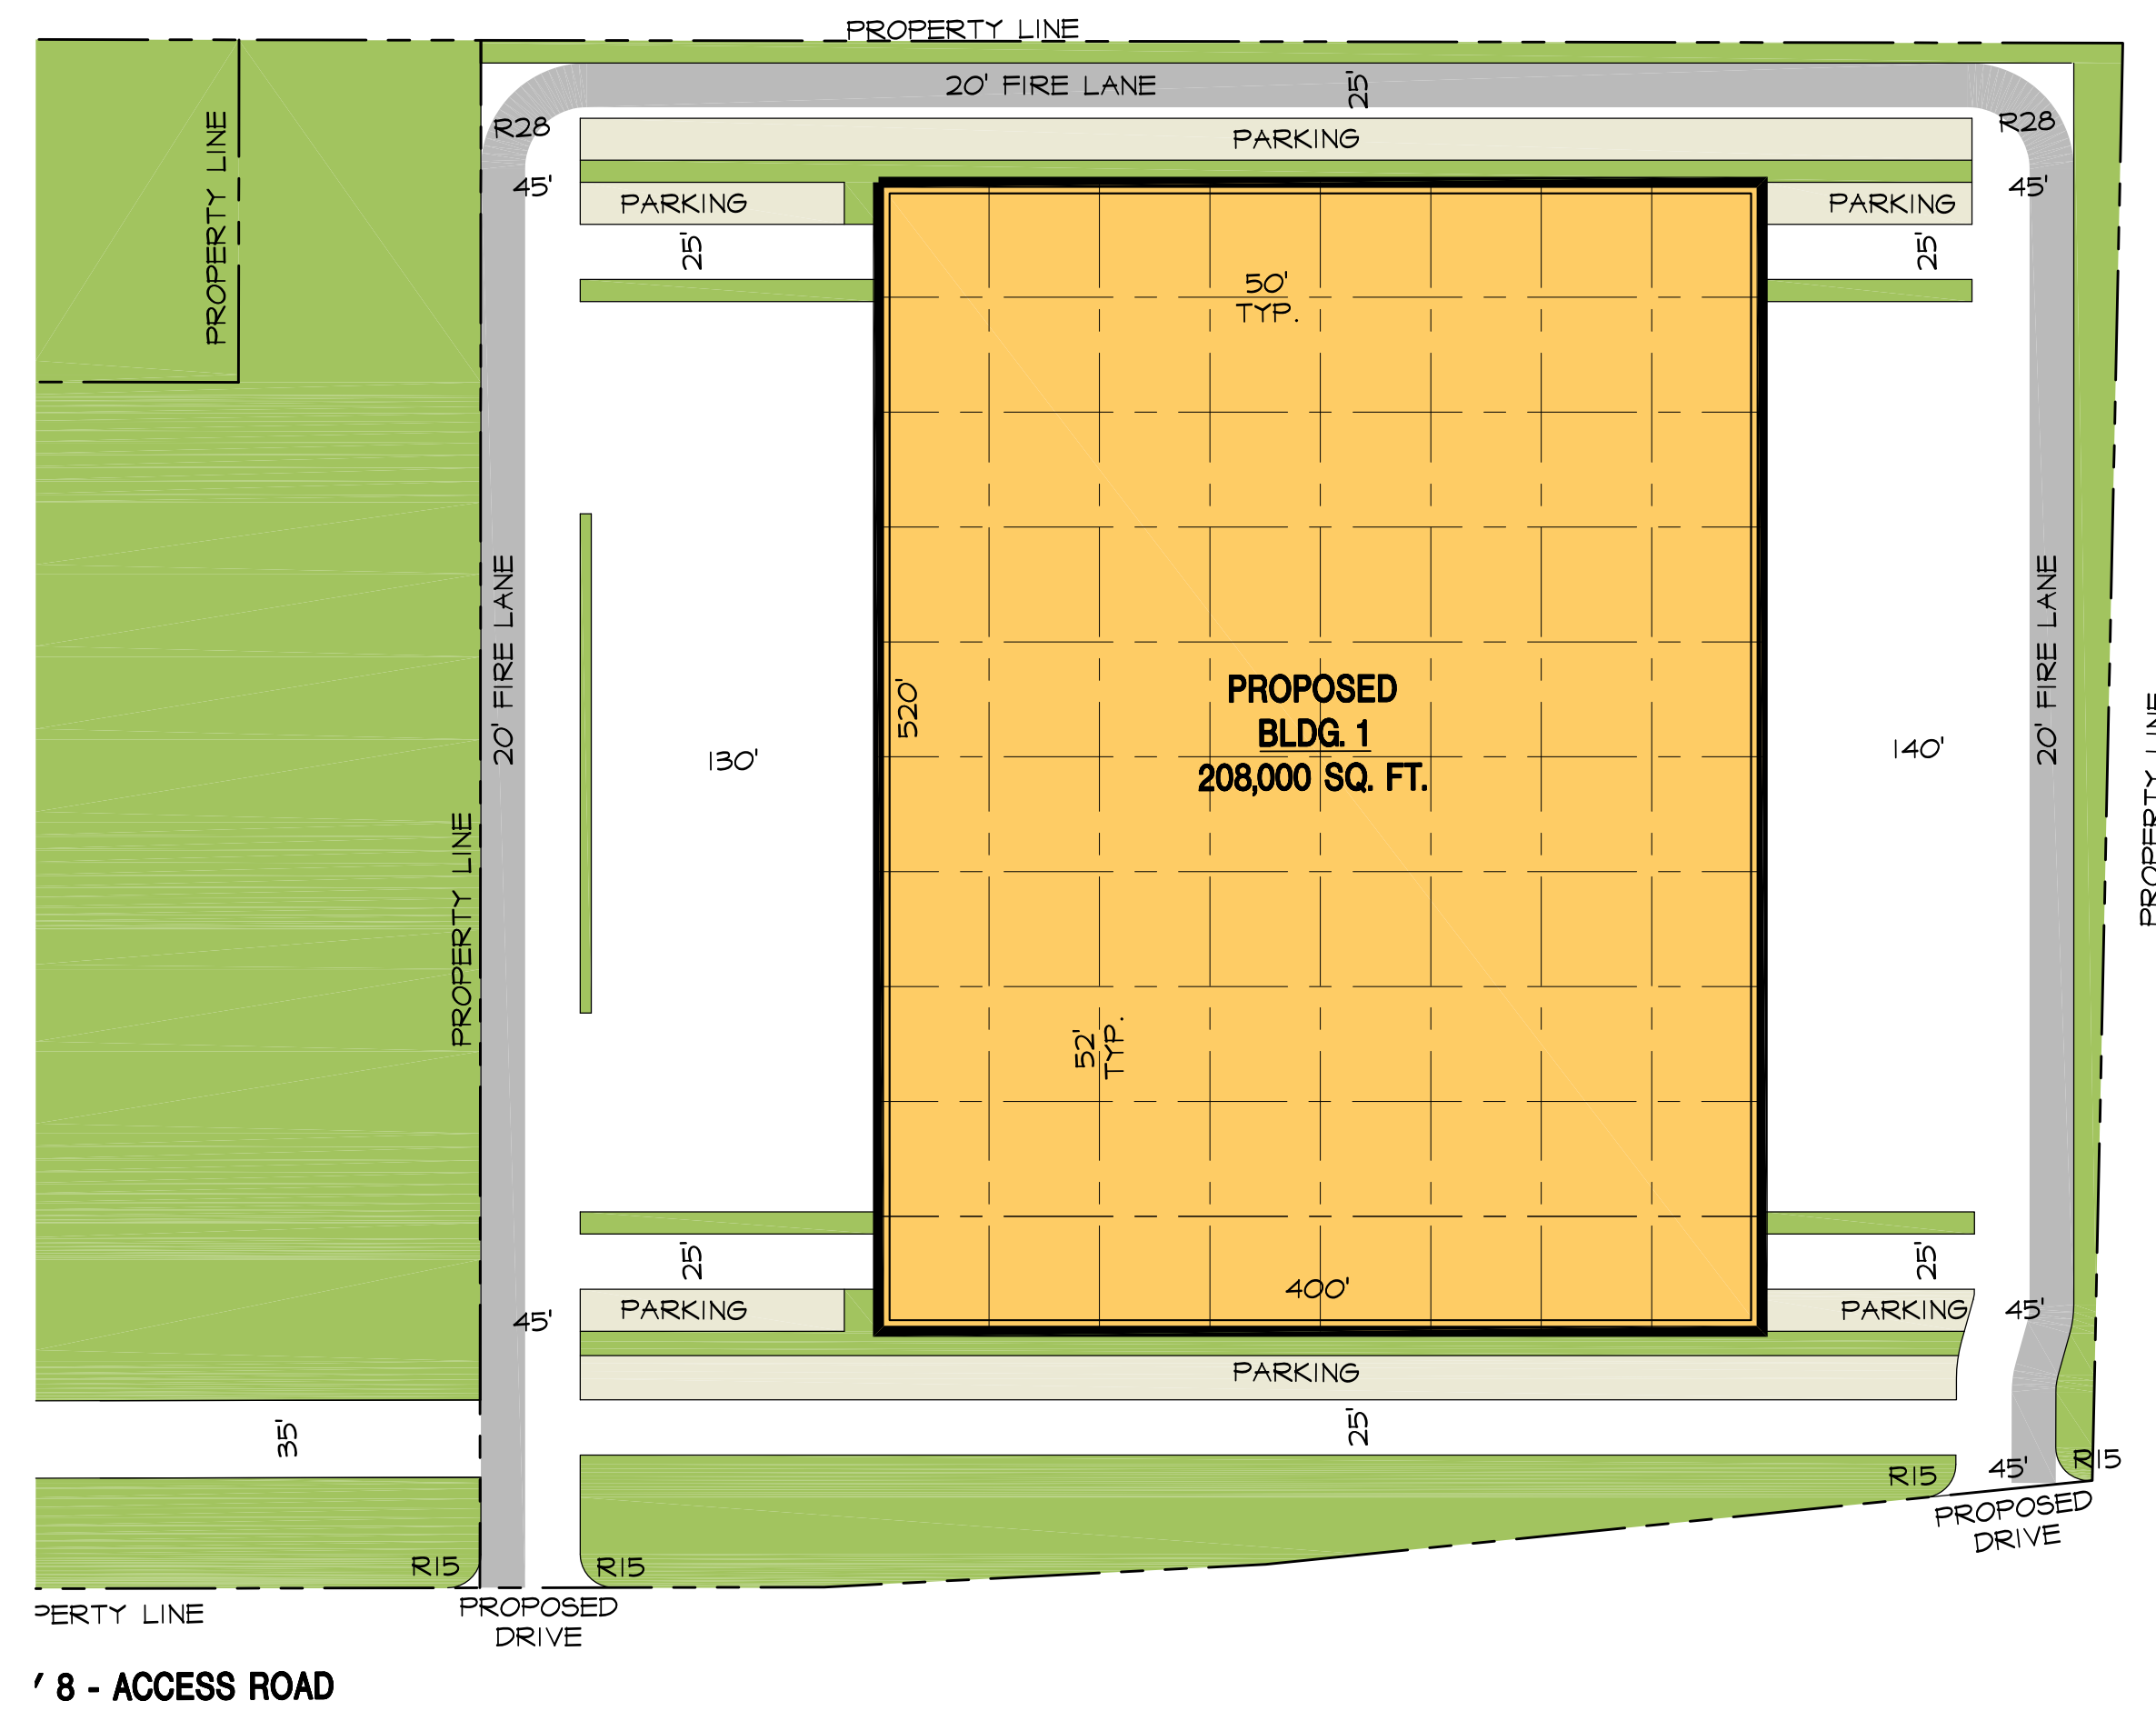 PROPERTY LINE
20' FIRE LANE
25'
R28
R28
PARKING
45'
45'
PARKING
PARKING
PROPERTY LINE
25'
25'
50'
TYP.
20' FIRE LANE
20' FIRE LANE
520'
PROPOSED
BLDG. 1
208,000 SQ. FT.
130'
140'
PROPERTY LINE
PROPERTY LINE
52'
TYP.
25'
25'
400'
45'
PARKING
PARKING
45'
PARKING
35'
25'
R15
45'
R15
PROPOSED
DRIVE
R15
R15
PERTY LINE
PROPOSED
DRIVE
8 - ACCESS ROAD